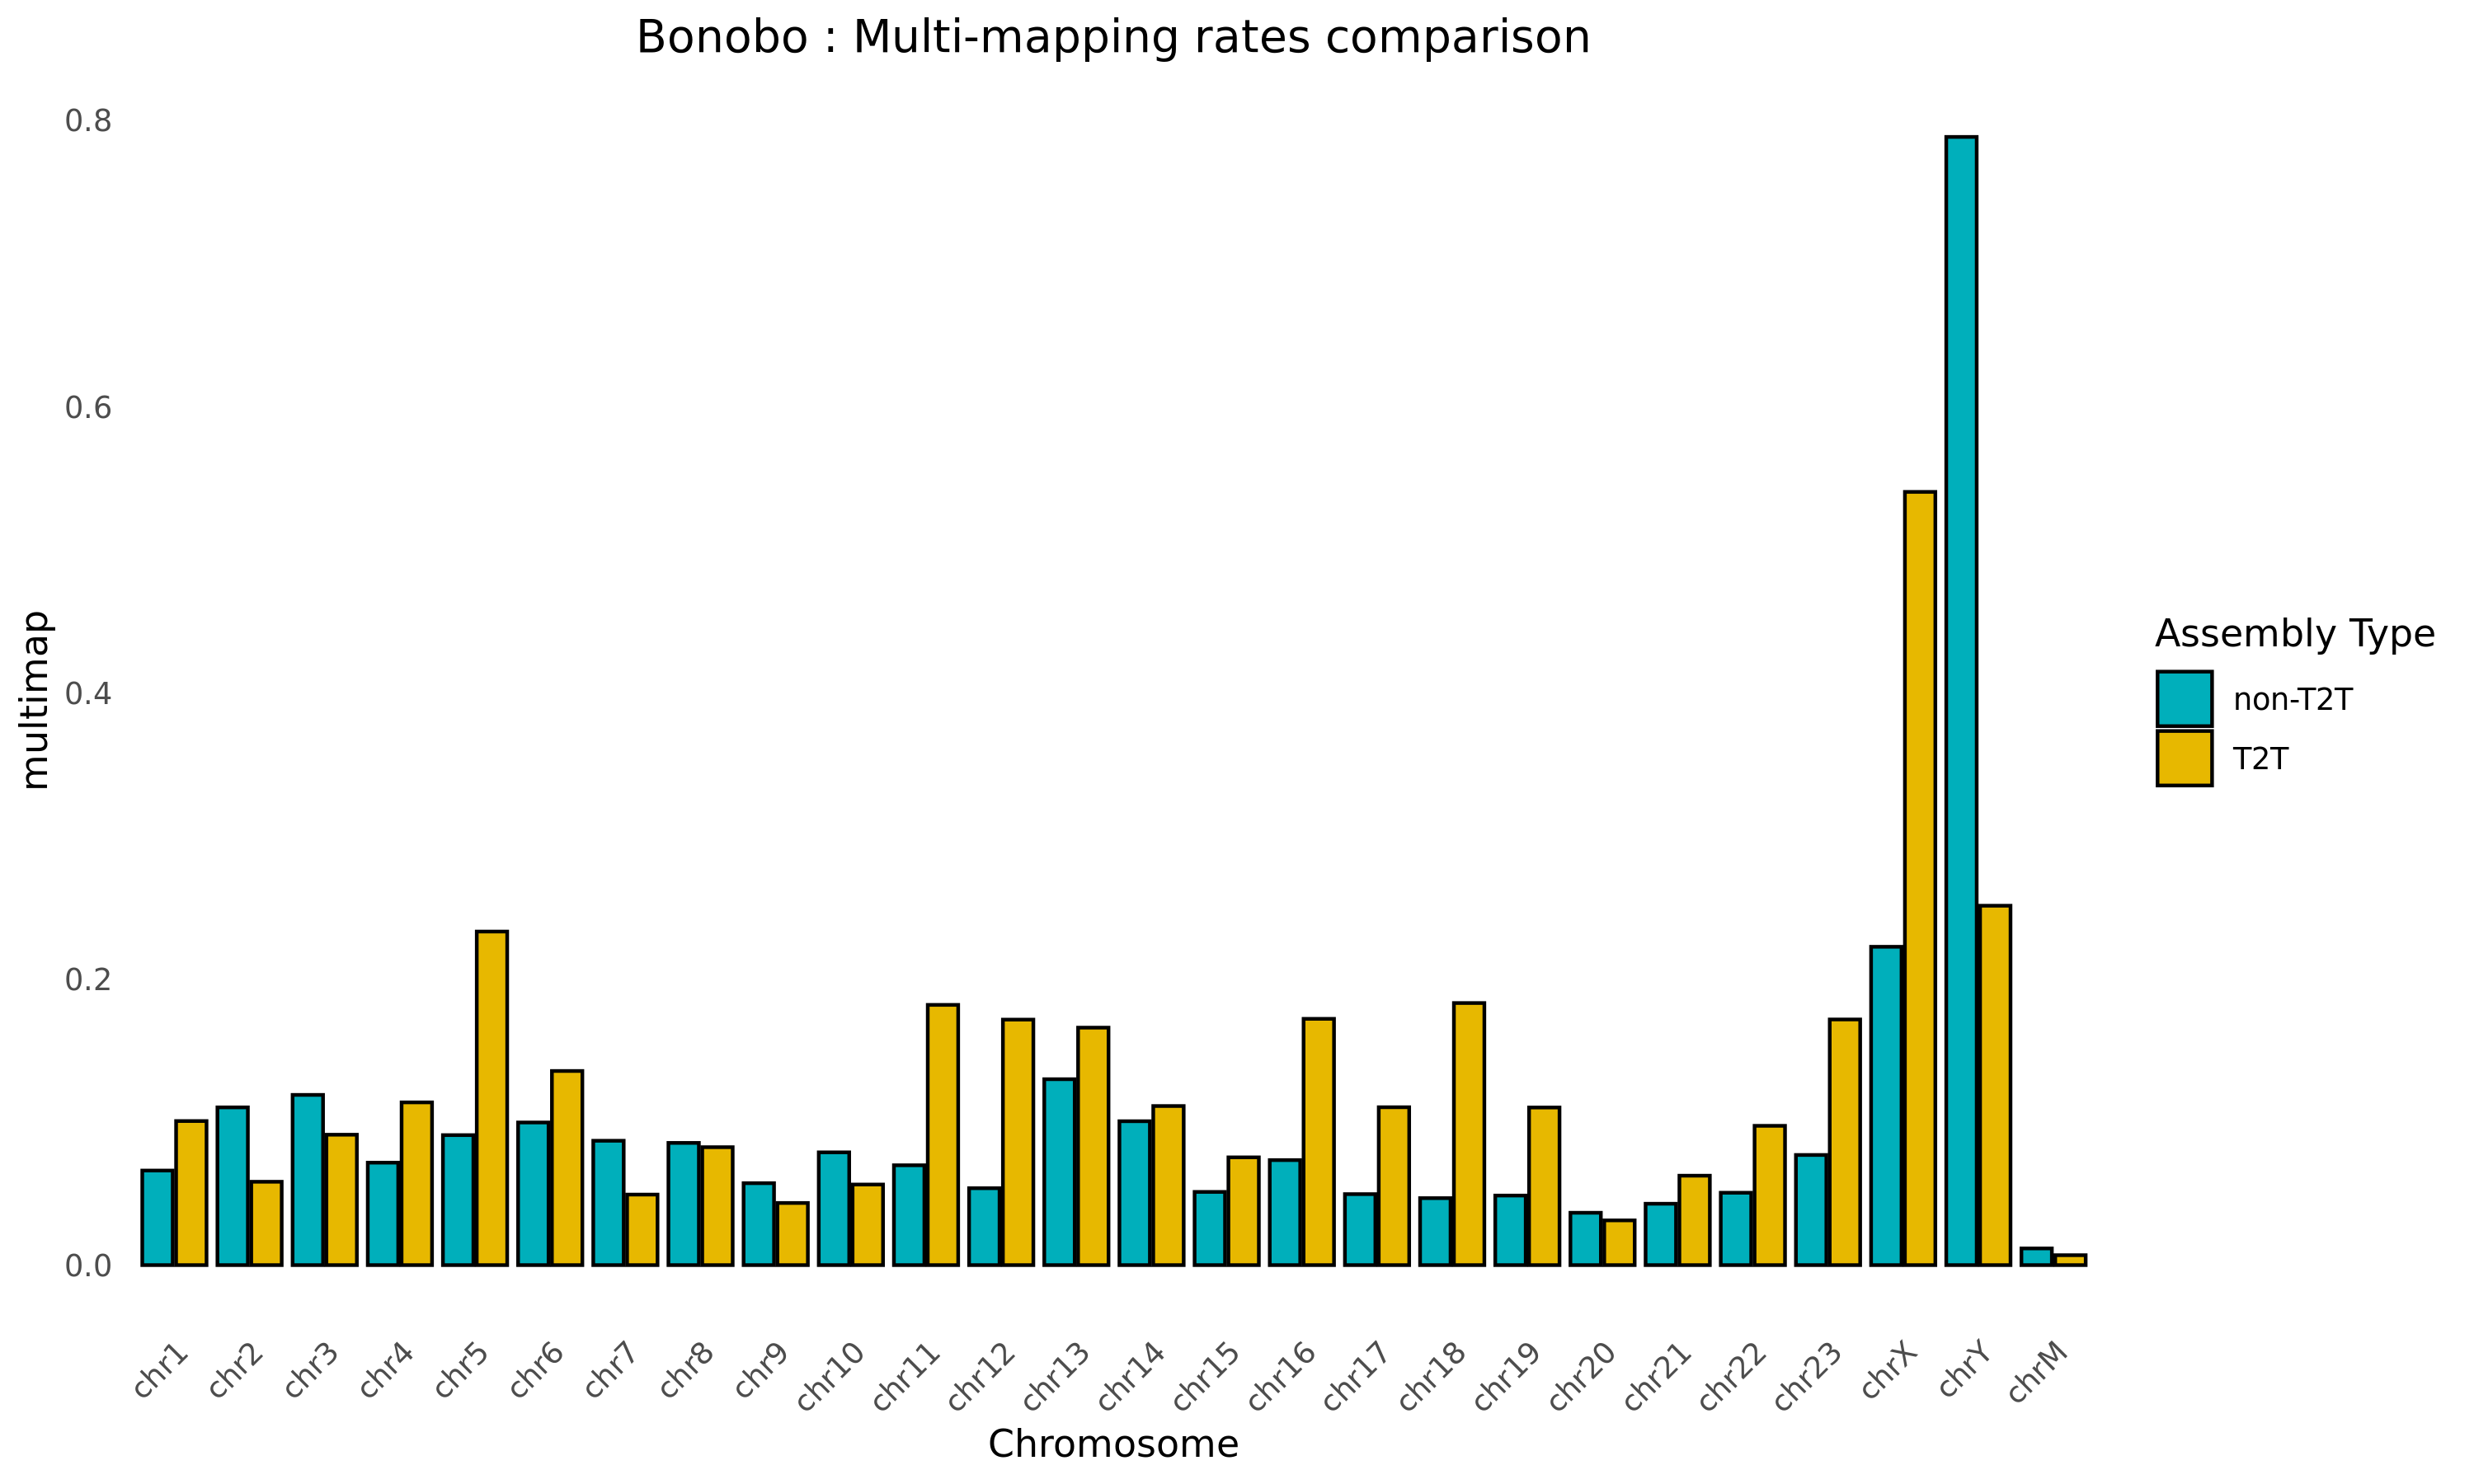 Bonobo : Multi-mapping rates comparison
0.8
0.6
0.4
0.2
0.0
multimap
chr1
chr2
chr3
chr4
chr5
chr6
chr7
chr8
chr9
chr10
chr11
chr12
chr13
chr14
chr15
chr16
chr17
chr18
chr19
chr20
chr21
chr22
chr23
chrX
chrY
chrM
Chromosome
Assembly Type
non-T2T
T2T